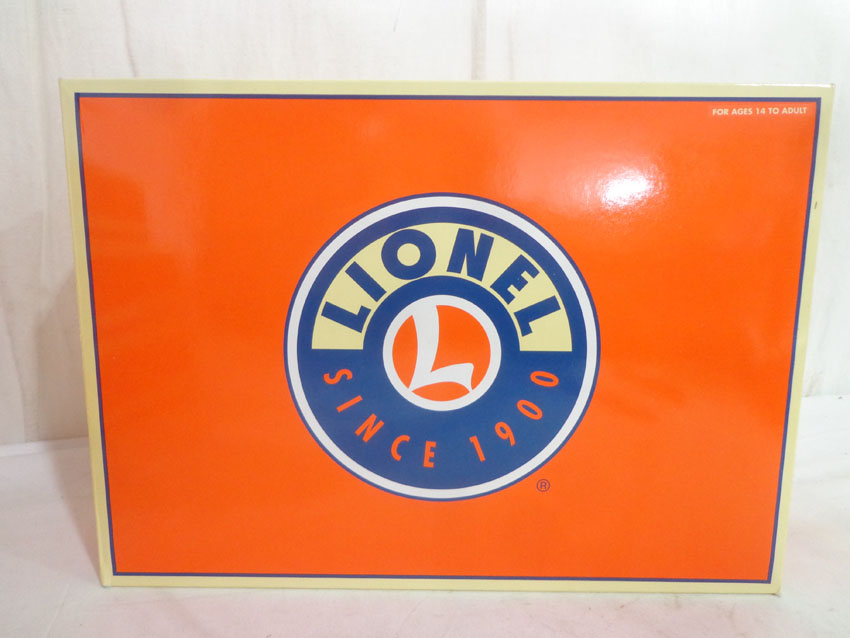 FOR AGES 14 TO ADULT
LIONEL
L
SINCE 1900
®